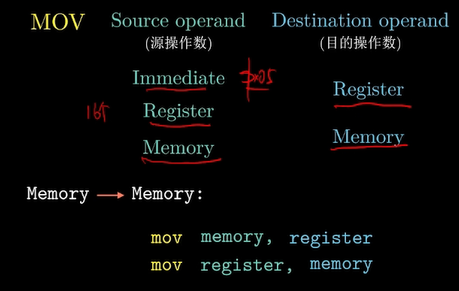 MOV Source operand Destination operand
(源操作数) (目的操作数)
Immediate
Register
Register
Memory
Memory
Memory → Memory:
mov memory, register
mov register, memory